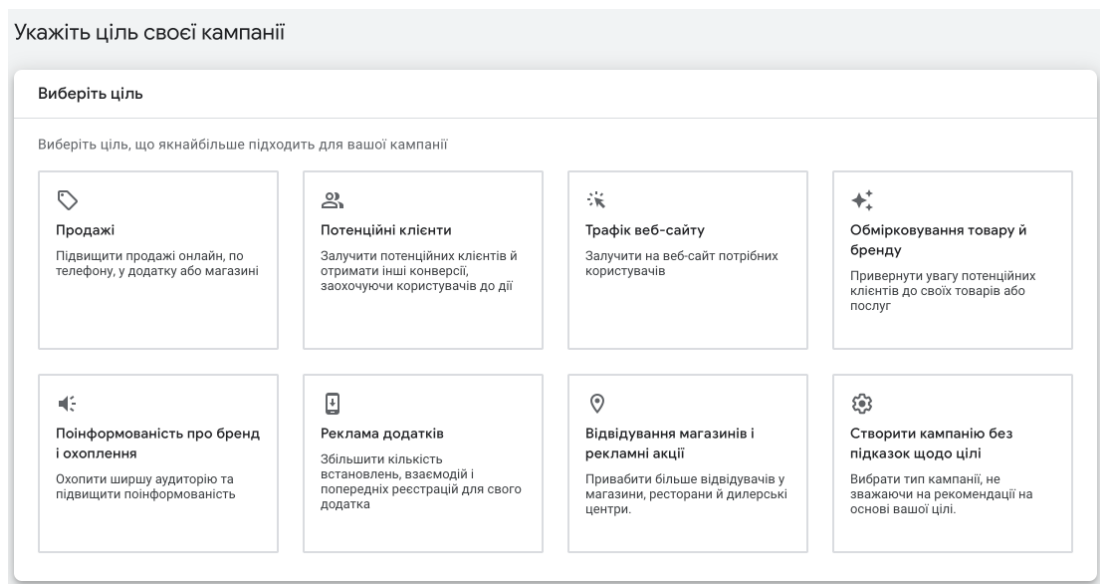 Укажіть ціль своєї кампанії
Виберіть ціль
Виберіть ціль, що якнайбільше підходить для вашої кампанії
Продажі
Підвищити продажі онлайн, по
телефону, у додатку або магазині
Потенційні клієнти
Залучити потенційних клієнтів й
отримати інші конверсії,
заохочуючи користувачів до дії
Трафік веб-сайту
Залучити на веб-сайт потрібних
користувачів
Обмірковування товару й
бренду
Привернути увагу потенційних
клієнтів до своїх товарів або
послуг
Поінформованість про бренд
і охоплення
Охопити ширшу аудиторію та
підвищити поінформованість
Реклама додатків
Збільшити кількість
встановлень, взаємодій і
попередніх реєстрацій для свого
додатка
Відвідування магазинів і
рекламні акції
Привабити більше відвідувачів у
магазини, ресторани й дилерські
центри.
Створити кампанію без
підказок щодо цілі
Вибрати тип кампанії, не
зважаючи на рекомендації на
основі вашої цілі.